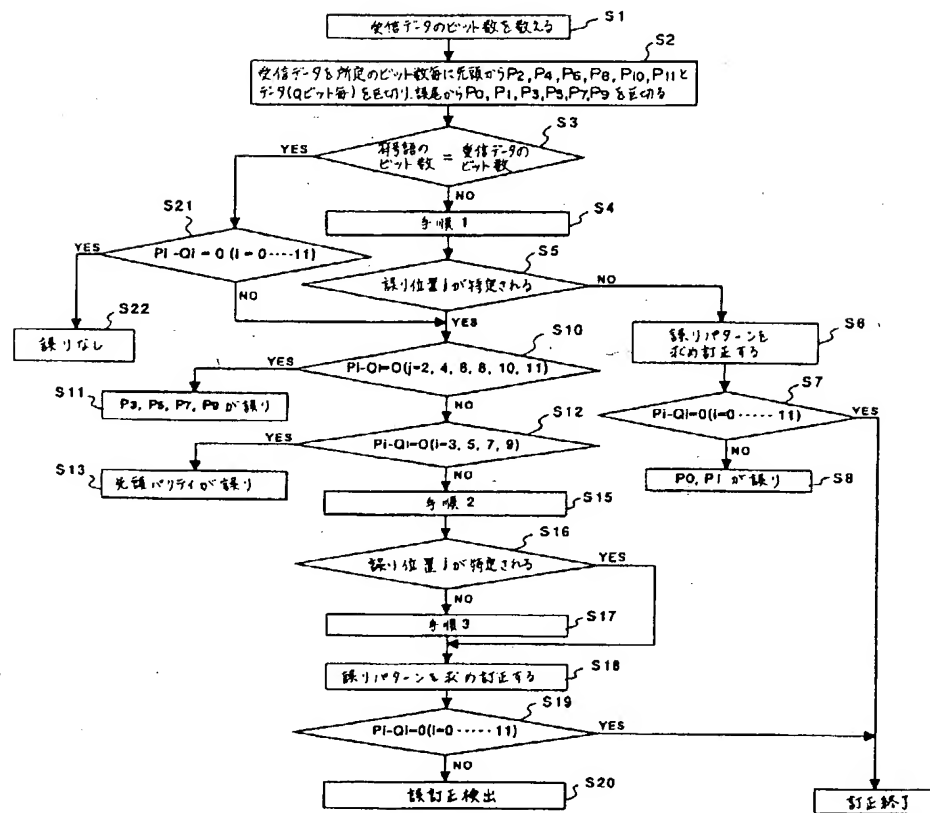 S1
受信データのビット数を数える
S2
受信データを所定のビット数毎に先頭からP2, P4, P6, P8, P10, P11と
データ(Qビット毎)を区切り、語尾からP0, P1, P3, P5, P7, P9を区切る
S3
符号語の
ビット数
=
受信データの
ビット数
YES
NO
S4
手順1
S21
Pi-Qi=0(i=0····11)
YES
NO
S5
誤り位置jが特定される
NO
YES
S22
誤りなし
S6
誤りパターンを
求め訂正する
S10
Pi-Qi=0(j=2, 4, 6, 8, 10, 11)
YES
NO
S11
P3, P5, P7, P9が誤り
S7
Pi-Qi=0(i=0·····11)
YES
NO
S12
Pi-Qi=0(i=3, 5, 7, 9)
YES
NO
S13
先頭パリティが誤り
P0, P1が誤り
S8
手順2
S15
S16
誤り位置jが特定される
YES
NO
手順3
S17
誤りパターンを求め訂正する
S18
S19
Pi-Qi=0(i=0·····11)
YES
NO
誤訂正検出
S20
訂正終了